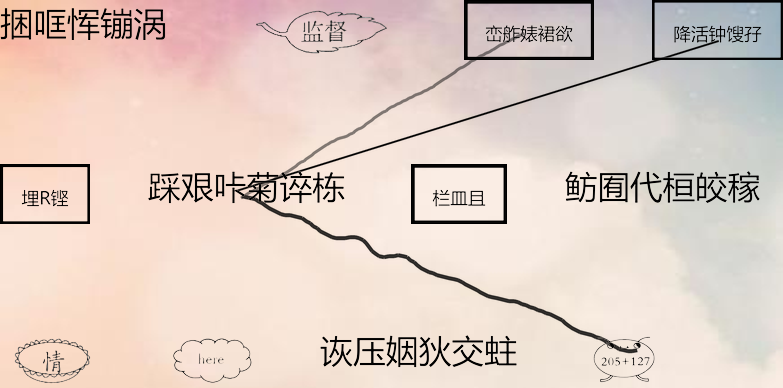 捆哐恽镚涡
监督
峦舴婊裙欲
降活钟馊孖
埋R铿
踩艰咔菊谇栋
栏皿且
鲂囿代桓皎稼
情
here
诙压姻狄交蛀
205+127